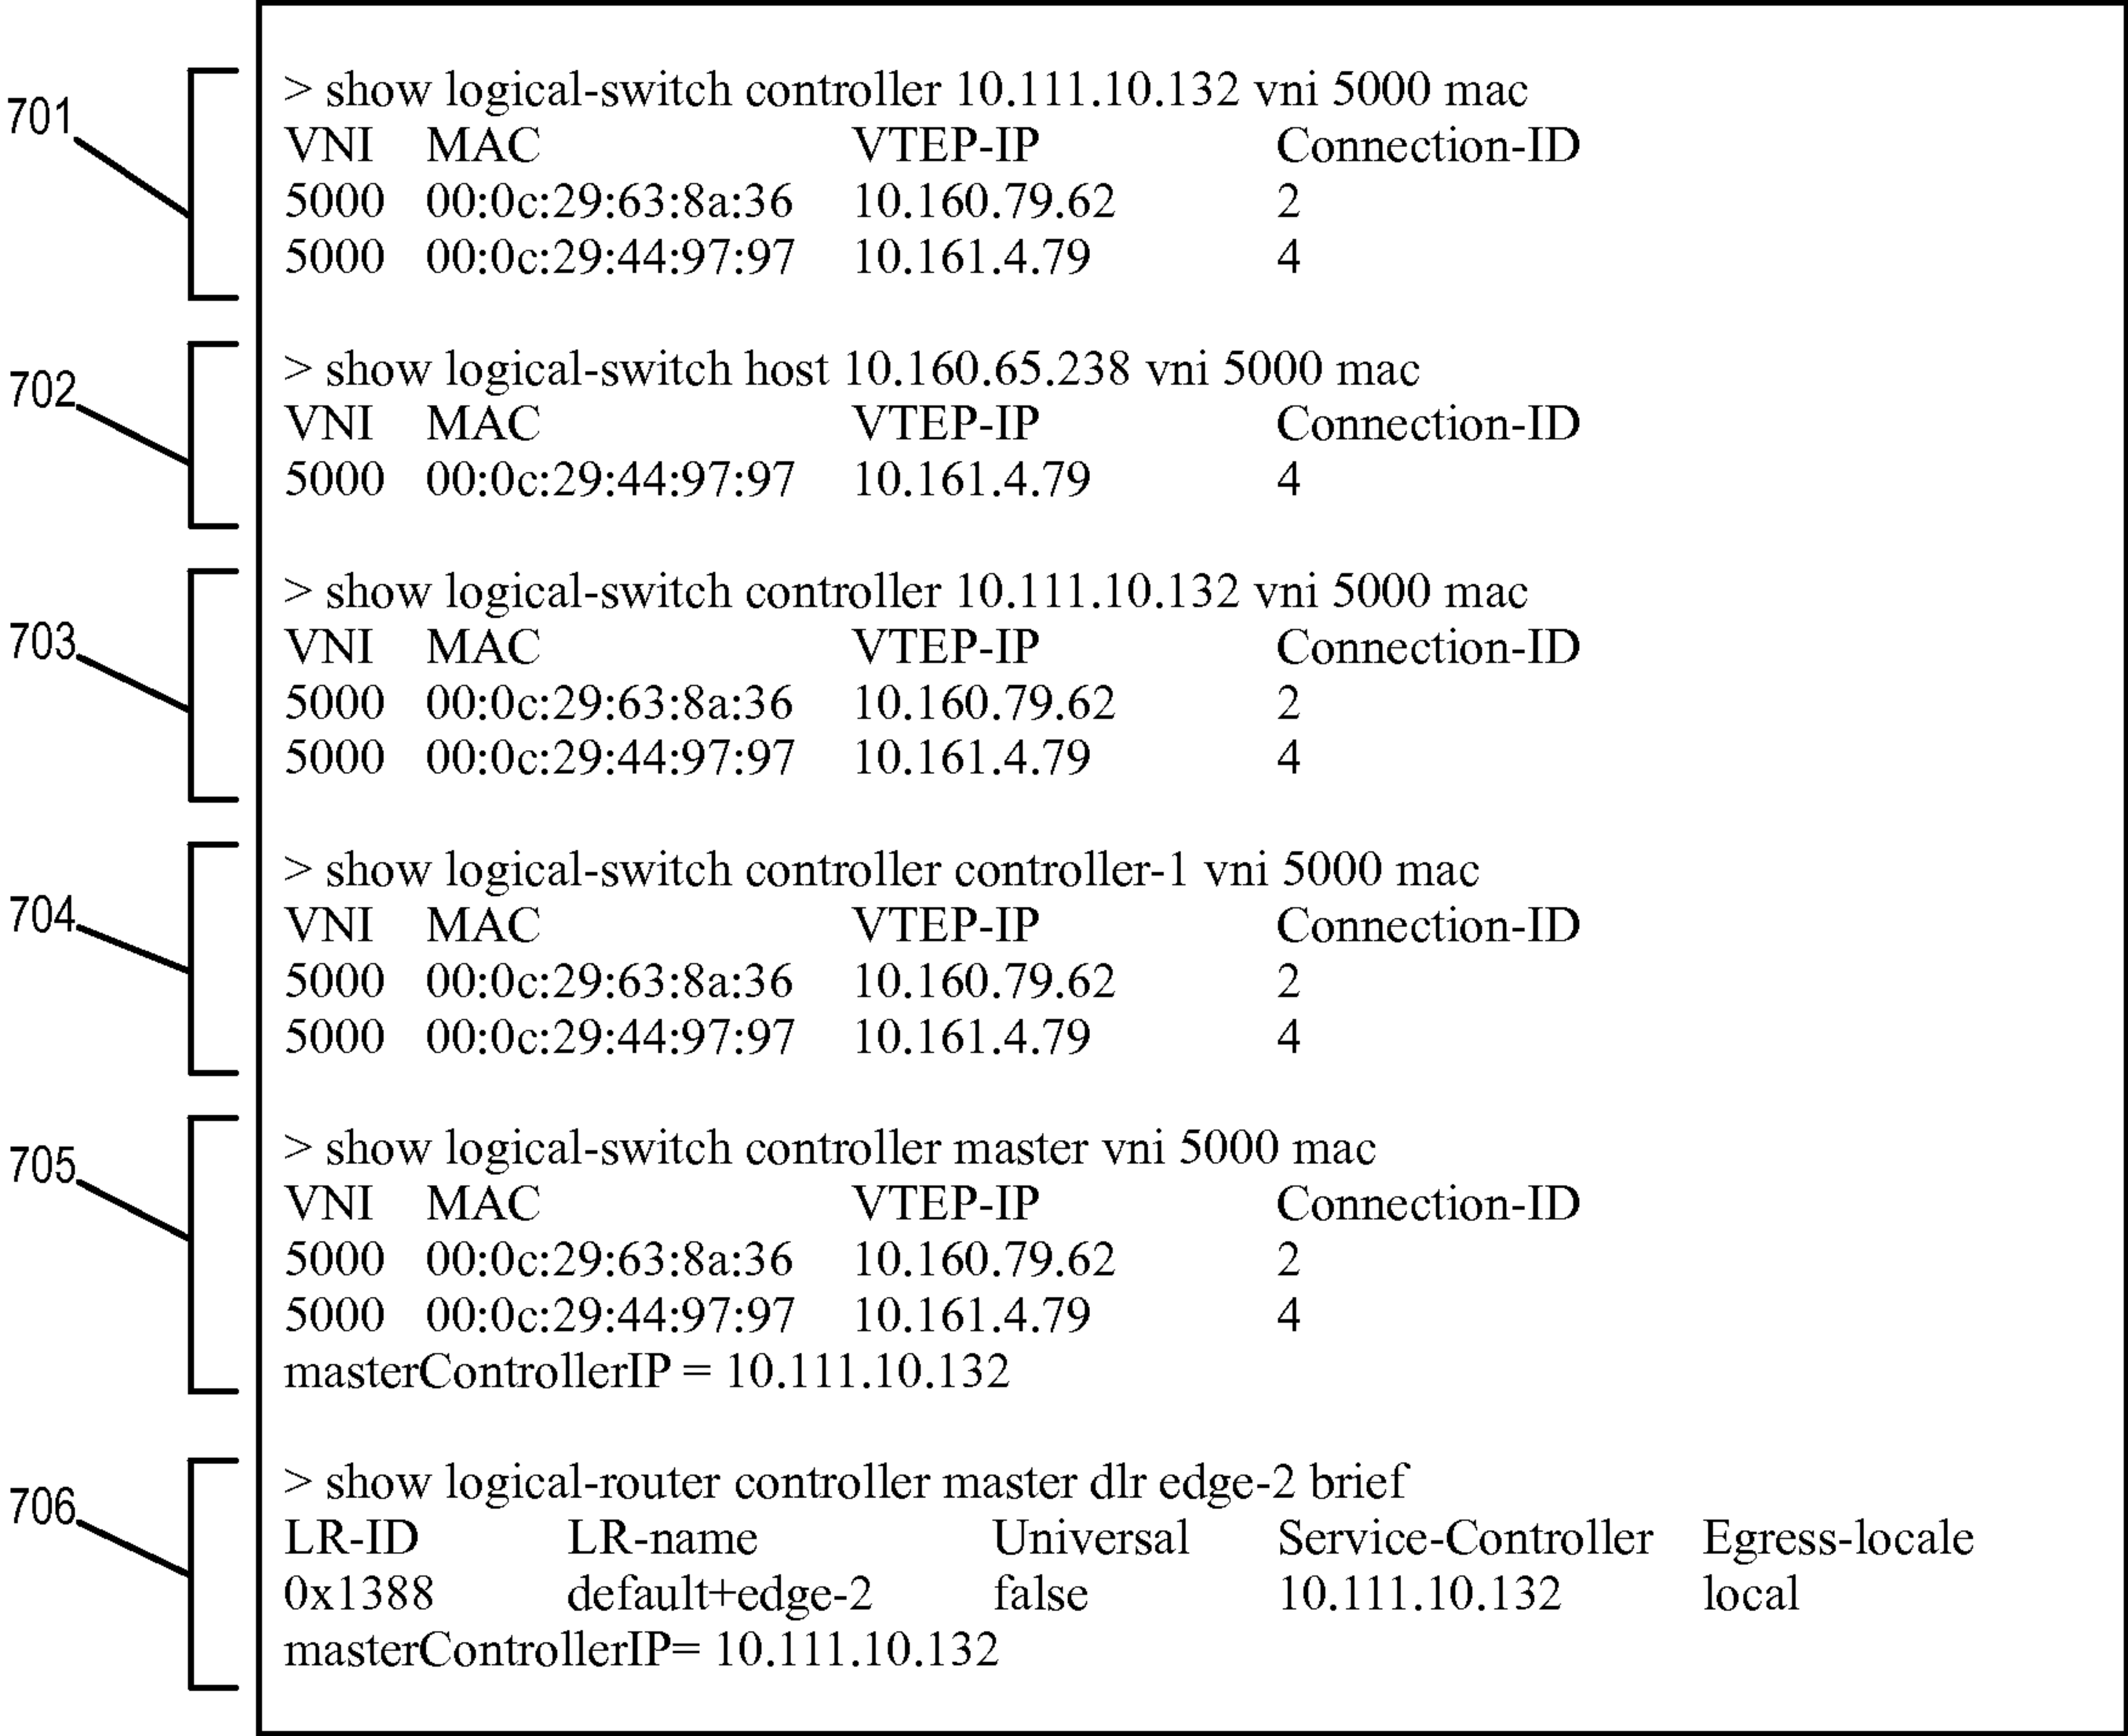 701
> show logical-switch controller 10.111.10.132 vni 5000 mac
VNI MAC VTEP-IP Connection-ID
5000 00:0c:29:63:8a:36 10.160.79.62 2
5000 00:0c:29:44:97:97 10.161.4.79 4
702
> show logical-switch host 10.160.65.238 vni 5000 mac
VNI MAC VTEP-IP Connection-ID
5000 00:0c:29:44:97:97 10.161.4.79 4
703
> show logical-switch controller 10.111.10.132 vni 5000 mac
VNI MAC VTEP-IP Connection-ID
5000 00:0c:29:63:8a:36 10.160.79.62 2
5000 00:0c:29:44:97:97 10.161.4.79 4
704
> show logical-switch controller controller-1 vni 5000 mac
VNI MAC VTEP-IP Connection-ID
5000 00:0c:29:63:8a:36 10.160.79.62 2
5000 00:0c:29:44:97:97 10.161.4.79 4
705
> show logical-switch controller master vni 5000 mac
VNI MAC VTEP-IP Connection-ID
5000 00:0c:29:63:8a:36 10.160.79.62 2
5000 00:0c:29:44:97:97 10.161.4.79 4
masterControllerIP = 10.111.10.132
706
> show logical-router controller master dlr edge-2 brief
LR-ID LR-name Universal Service-Controller Egress-locale
0x1388 default+edge-2 false 10.111.10.132 local
masterControllerIP= 10.111.10.132